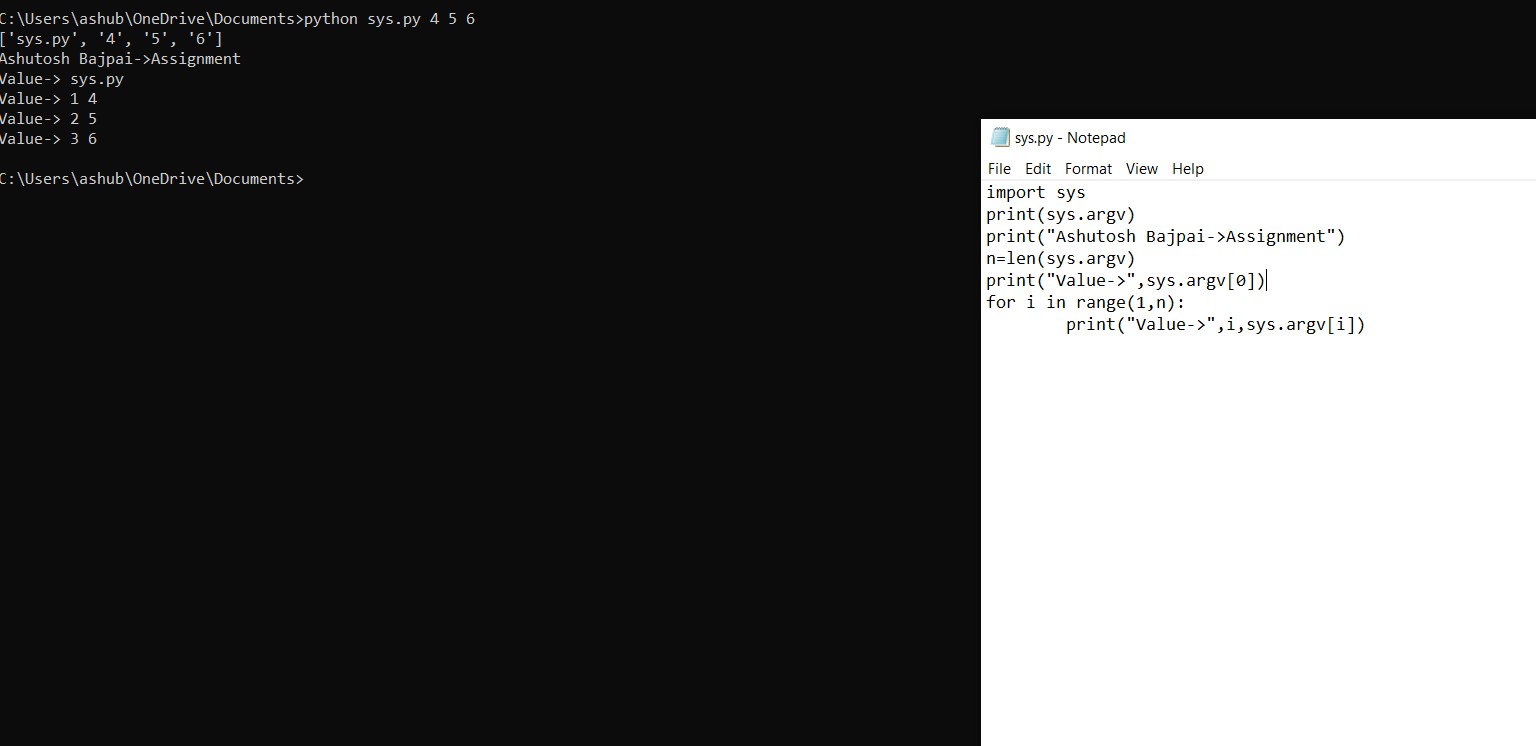 C:\Users\ashub\OneDrive\Documents>python sys.py 4 5 6
['sys.py', '4', '5', '6']
Ashutosh Bajpai->Assignment
Value-> sys.py
Value-> 1 4
Value-> 2 5
Value-> 3 6
C:\Users\ashub\OneDrive\Documents>
sys.py - Notepad
File Edit Format View Help
import sys
print(sys.argv)
print("Ashutosh Bajpai->Assignment")
n=len(sys.argv)
print("Value->",sys.argv[0])
for i in range(1,n):
        print("Value->",i,sys.argv[i])